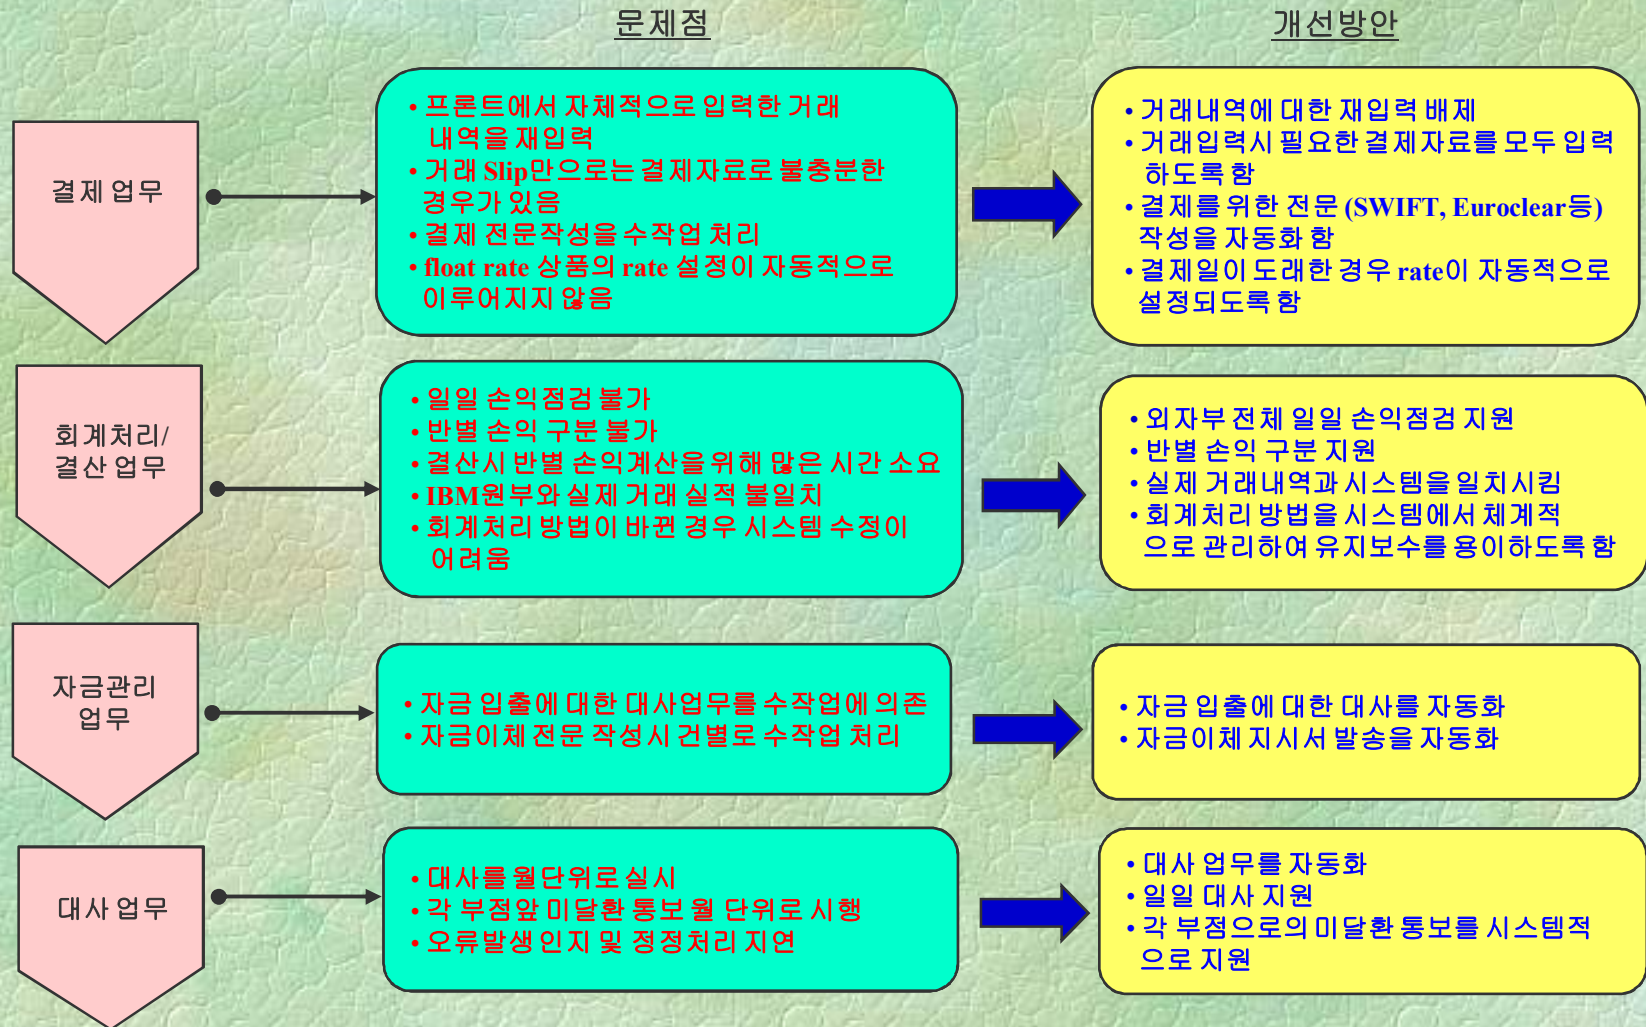 문제점
개선방안
결제 업무
• 프론트에서 자체적으로 입력한 거래
내역을 재입력
• 거래 Slip만으로는 결제자료로 불충분한
경우가 있음
• 결제 전문작성을 수작업 처리
• float rate 상품의 rate 설정이 자동적으로
이루어지지 않음
• 거래내역에 대한 재입력 배제
• 거래입력시 필요한 결제자료를 모두 입력
하도록 함
• 결제를 위한 전문 (SWIFT, Euroclear등)
작성을 자동화 함
• 결제일이 도래한 경우 rate이 자동적으로
설정되도록 함
회계처리/
결산 업무
• 일일 손익점검 불가
• 반별 손익 구분 불가
• 결산시 반별 손익계산을 위해 많은 시간 소요
• IBM원부와 실제 거래 실적 불일치
• 회계처리 방법이 바뀐 경우 시스템 수정이
어려움
• 외자부 전체 일일 손익점검 지원
• 반별 손익 구분 지원
• 실제 거래내역과 시스템을 일치시킴
• 회계처리 방법을 시스템에서 체계적
으로 관리하여 유지보수를 용이하도록 함
자금관리
업무
• 자금 입출에 대한 대사업무를 수작업에 의존
• 자금이체 전문 작성시 건별로 수작업 처리
• 자금 입출에 대한 대사를 자동화
• 자금이체 지시서 발송을 자동화
대사 업무
• 대사를 월단위로 실시
• 각 부점앞 미달환 통보 월 단위로 시행
• 오류발생 인지 및 정정처리 지연
• 대사 업무를 자동화
• 일일 대사 지원
• 각 부점으로의 미달환 통보를 시스템적
으로 지원